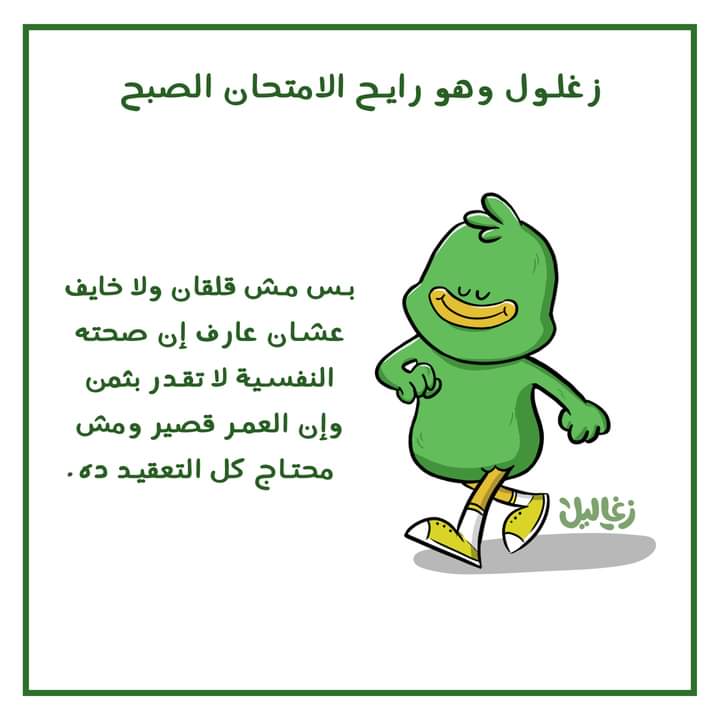 زغلول وهو رايح الامتحان الصبح
بس مش قلقان ولا خايف
عشان عارف إن صحته
النفسية لا تقدر بثمن
وإن العمر قصير ومش
محتاج كل التعقيد ده.
زغاليل